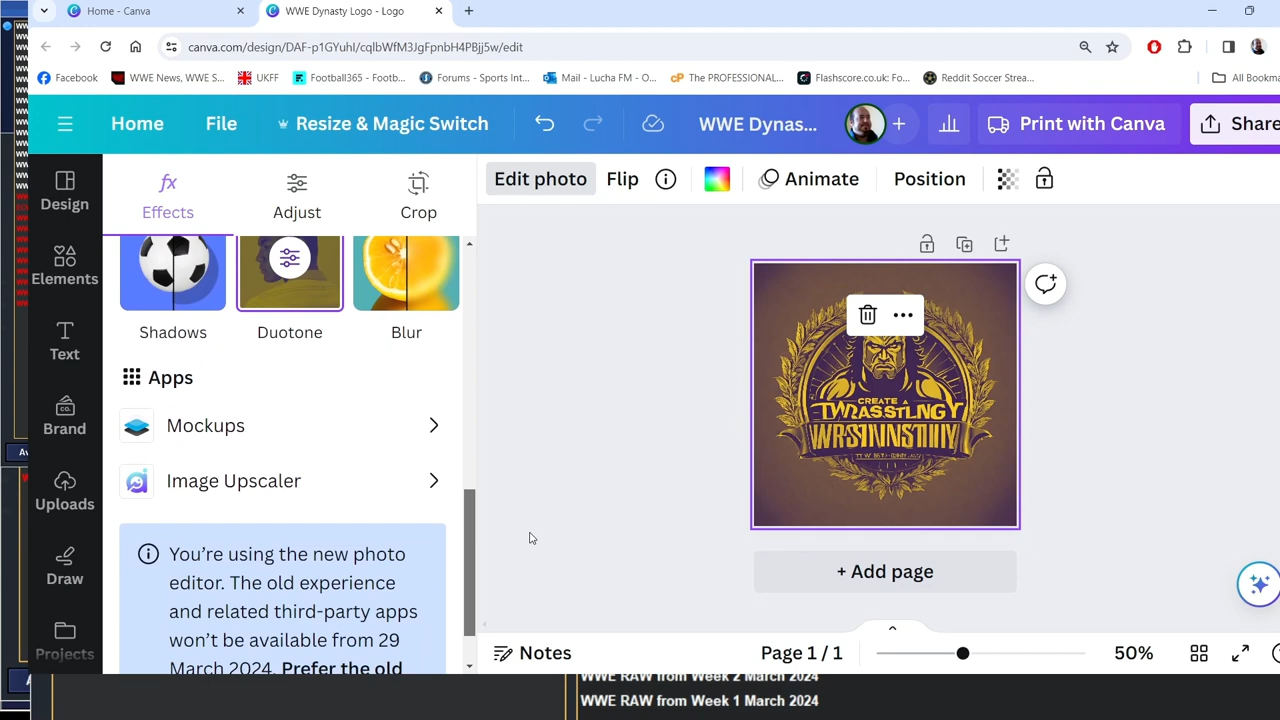 Home - Canva
WWE Dynasty Logo - Logo
canva.com/design/DAF-p1GYuhI/cqlbWfM3JgFpnbH4PBjj5w/edit
Facebook
WWE News, WWE S...
UKFF
Football365 - Footb...
Forums - Sports Int...
Mail - Lucha FM - O...
The PROFESSIONAL...
Flashscore.co.uk: Fo...
Reddit Soccer Strea...
All Bookma
Home
File
Resize & Magic Switch
WWE Dynas...
Print with Canva
Share
Design
Elements
Text
Brand
Uploads
Draw
Projects
Effects
Adjust
Crop
Shadows
Duotone
Blur
Apps
Mockups
Image Upscaler
You're using the new photo
editor. The old experience
and related third-party apps
won't be available from 29
March 2024. Prefer the old
Edit photo
Flip
Animate
Position
CREATE A
TWRASSTLNGY
WRSTINNSTIIIY
+ Add page
Notes
Page 1 / 1
50%
WWE RAW from Week 2 March 2024
WWE RAW from Week 1 March 2024